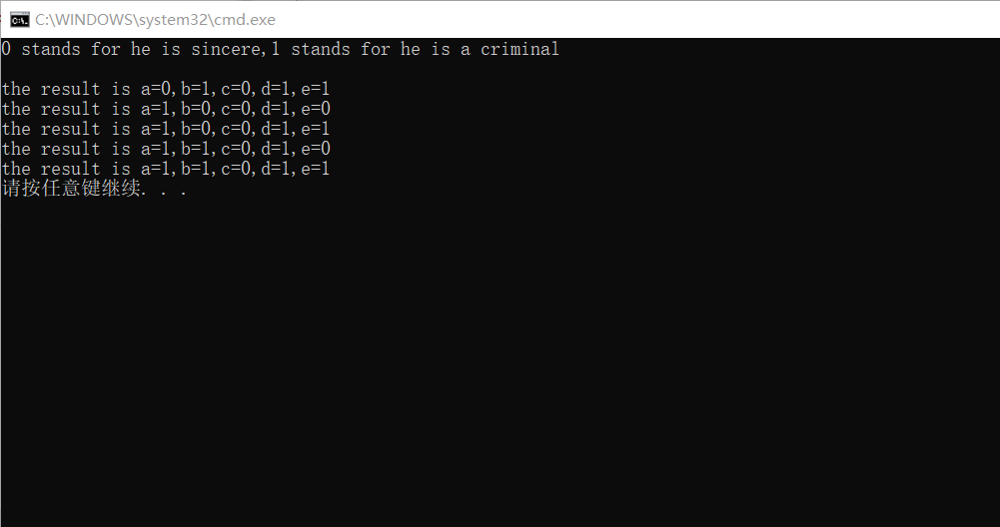 C:\WINDOWS\system32\cmd.exe
0 stands for he is sincere,1 stands for he is a criminal
the result is a=0,b=1,c=0,d=1,e=1
the result is a=1,b=0,c=0,d=1,e=0
the result is a=1,b=0,c=0,d=1,e=1
the result is a=1,b=1,c=0,d=1,e=0
the result is a=1,b=1,c=0,d=1,e=1
请按任意键继续. . .